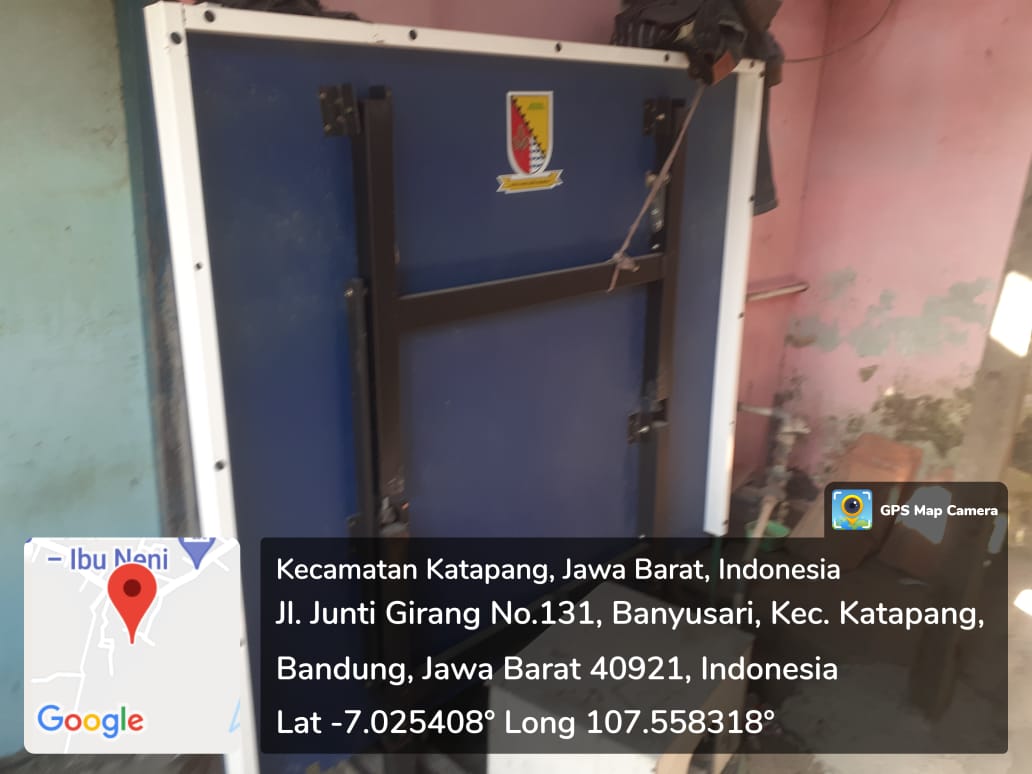 GPS Map Camera
– Ibu Neni
Google
Kecamatan Katapang, Jawa Barat, Indonesia
Jl. Junti Girang No.131, Banyusari, Kec. Katapang,
Bandung, Jawa Barat 40921, Indonesia
Lat -7.025408° Long 107.558318°